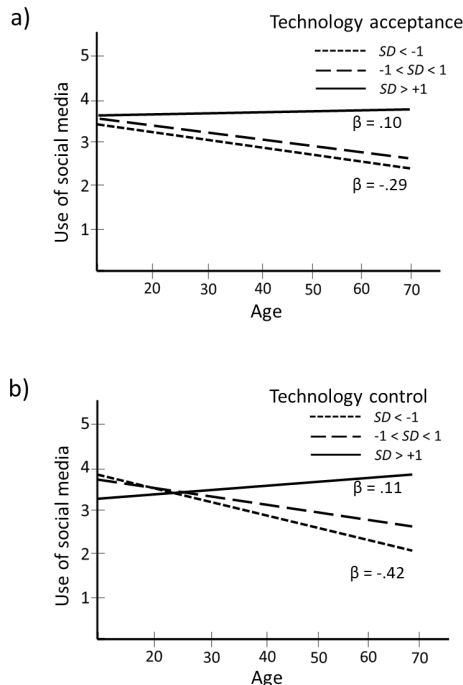 a)
Technology acceptance
SD < -1
-1 < SD < 1
SD > +1
5
4
3
2
1
Use of social media
β = .10
β = -.29
20 30 40 50 60 70
Age
b)
Technology control
SD < -1
-1 < SD < 1
SD > +1
5
4
3
2
1
Use of social media
β = .11
β = -.42
20 30 40 50 60 70
Age